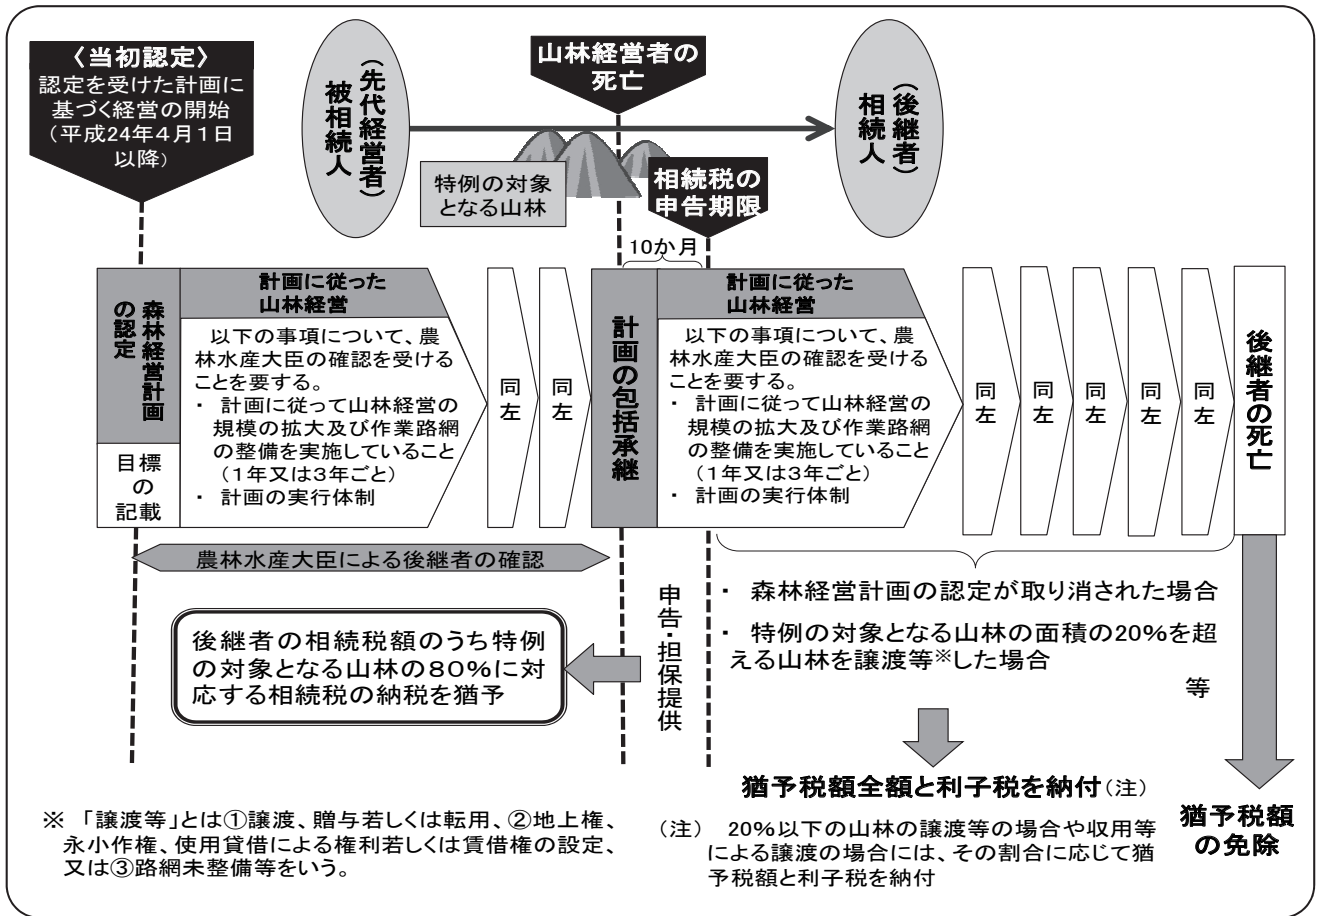 〈当初認定〉
認定を受けた計画に
基づく経営の開始
(平成24年４月１日
以降)
(先代経営者)
被相続人
山林経営者の
死亡
(後継者)
相続人
特例の対象
となる山林
相続税の
申告期限
10か月
森林経営計画
の認定
目標
の
記載
計画に従った
山林経営
以下の事項について、農
林水産大臣の確認を受けるこ
とを要する。
・ 計画に従って山林経営の
規模の拡大及び作業路網
の整備を実施していること
(１年又は３年ごと)
・ 計画の実行体制
同左
同左
計画の包括承継
計画に従った
山林経営
以下の事項について、農
林水産大臣の確認を受けるこ
とを要する。
・ 計画に従って山林経営の
規模の拡大及び作業路網
の整備を実施していること
(１年又は３年ごと)
・ 計画の実行体制
同左
同左
同左
同左
同左
後継者の死亡
農林水産大臣による後継者の確認
後継者の相続税額のうち特例
の対象となる山林の８０%に対
応する相続税の納税を猶予
申告・担保提供
・ 森林経営計画の認定が取り消された場合
・ 特例の対象となる山林の面積の20%を超
える山林を譲渡等※した場合
等
猶予税額全額と利子税を納付(注)
猶予税額
の免除
※ 「譲渡等」とは①譲渡、贈与若しくは転用、②地上権、
永小作権、使用貸借による権利若しくは賃借権の設定、
又は③路網未整備等をいう。
(注) 20%以下の山林の譲渡等の場合や収用等
による譲渡の場合には、その割合に応じて猶
予税額と利子税を納付